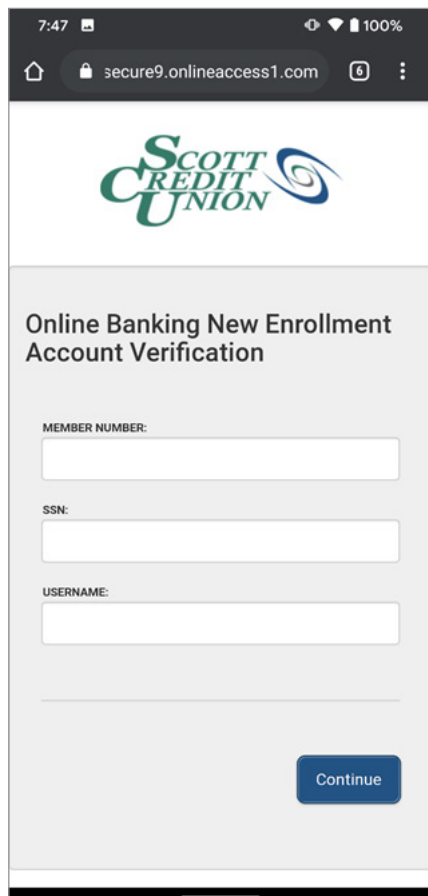 7:47 100%
secure9.onlineaccess1.com 6
SCOTT
CREDIT
UNION
Online Banking New Enrollment
Account Verification
MEMBER NUMBER:
SSN:
USERNAME:
Continue